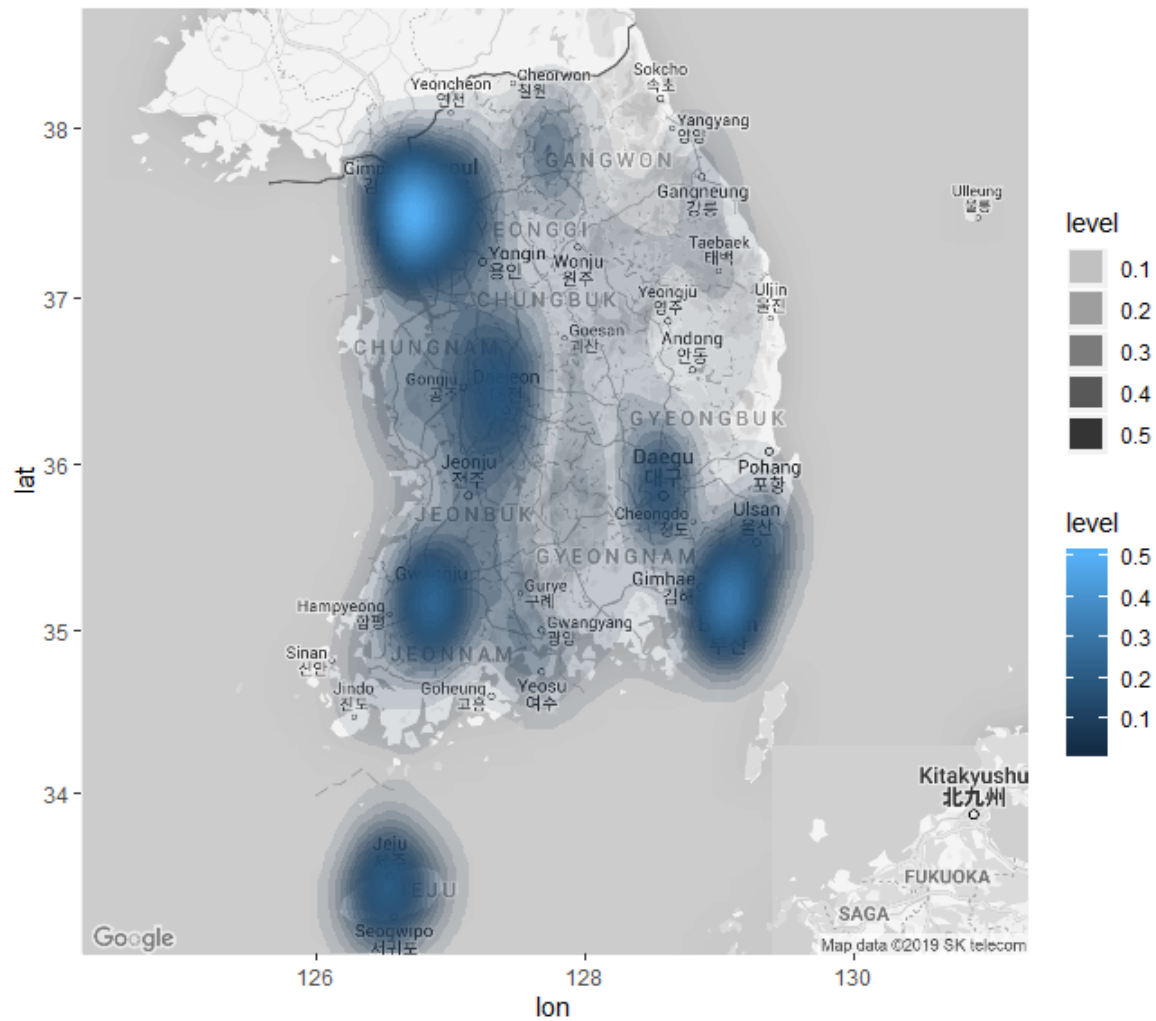 38
37
36
35
34
lat
126
128
130
lon
Cheorwon
철원
Sokcho
속초
Yeoncheon
연천
Yangyang
양양
GANGWON
Gangneung
강릉
Ulleung
울릉
Taebaek
태백
YEONGGI
Yongin
용인
Wonju
원주
CHUNGBUK
Yeongju
영주
Uljin
울진
Goesan
괴산
Andong
안동
CHUNGNAM
Gongju
공주
Daejeon
GYEONGBUK
Jeonju
전주
Daegu
대구
Pohang
포항
JEONBUK
Cheongdo
청도
Ulsan
울산
GYEONGNAM
Gwangju
Gimhae
김해
Gurye
구례
Hampyeong
함평
Gwangyang
광양
부산
Sinan
신안
JEONNAM
Jindo
진도
Goheung
고흥
Yeosu
여수
Kitakyushu
北九州
FUKUOKA
SAGA
Jeju
EJU
Seogwipo
서귀포
Google
Map data ©2019 SK telecom
level
0.1
0.2
0.3
0.4
0.5
level
0.5
0.4
0.3
0.2
0.1